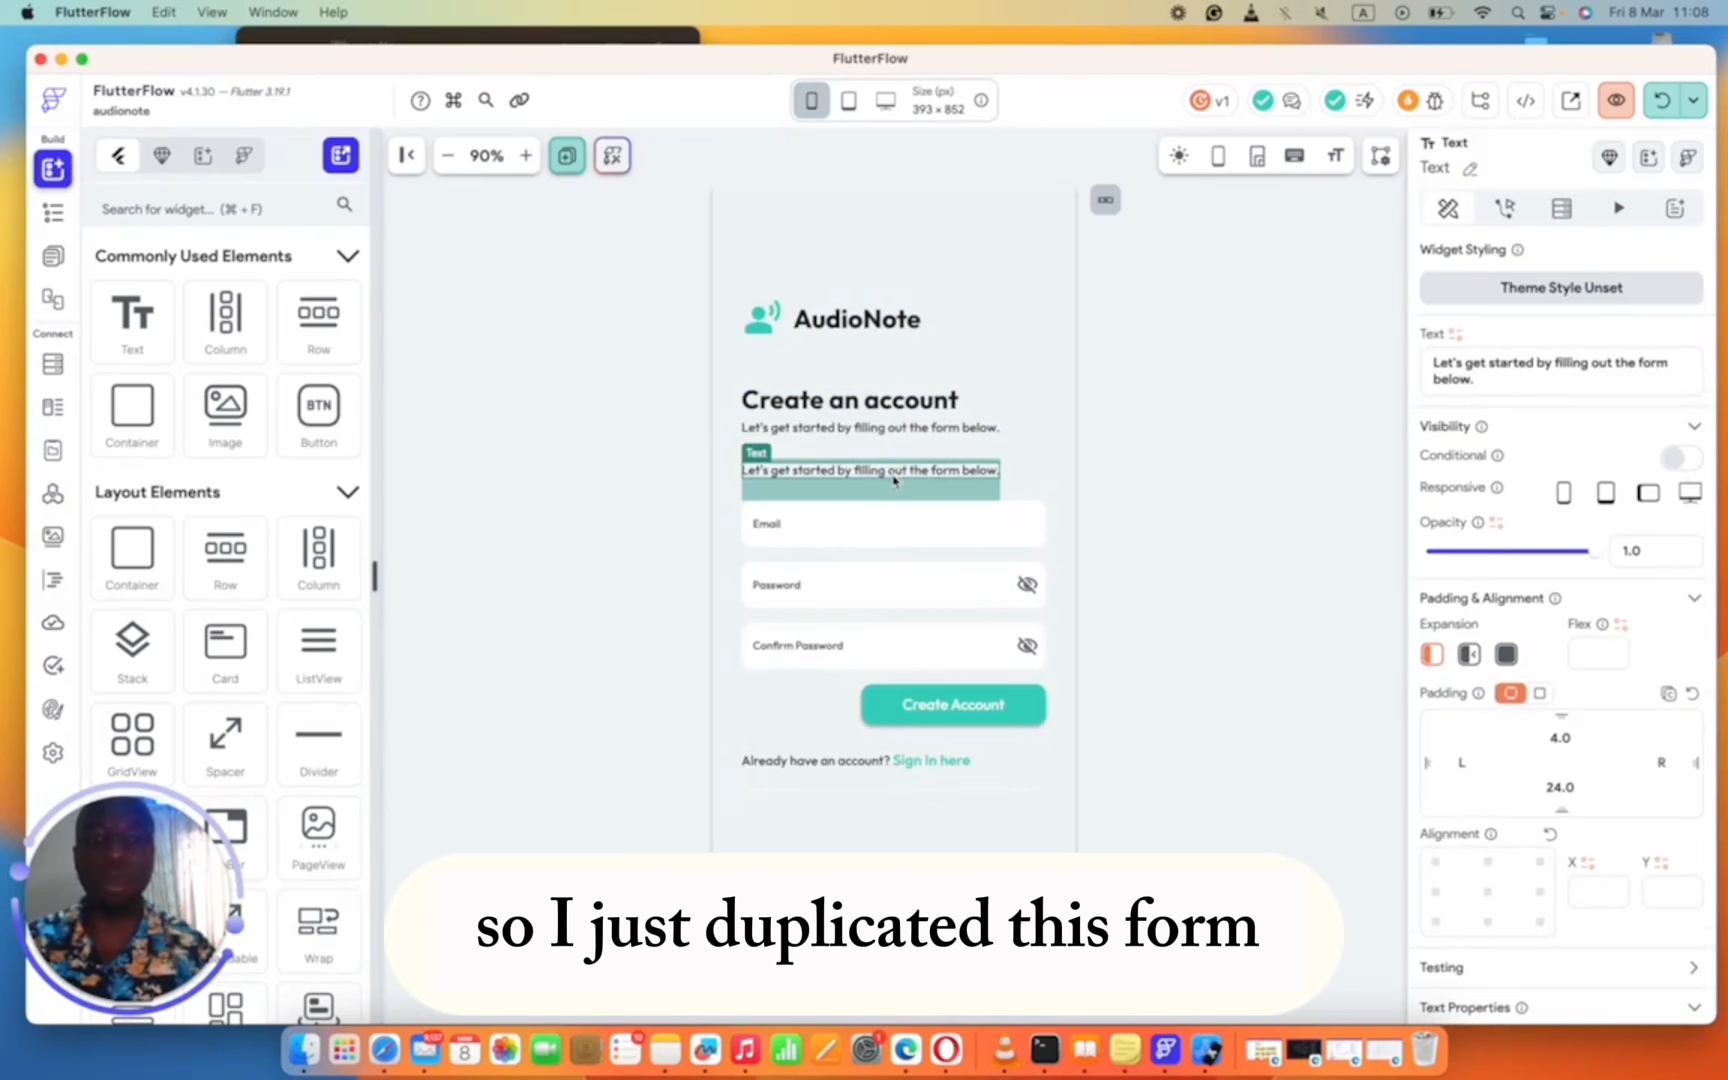 FlutterFlow Edit View Window Help
A
Fri 8 Mar 11:08
FlutterFlow
FlutterFlow v4.1.30 – Flutter 3.19.1
audionote
Size (px)
393 × 852
v1
6
</>
Build
90%
Tт
Search for widget... (⌘ + F)
Commonly Used Elements
Text
Column
Row
Container
BTN
Image
Button
Layout Elements
Container
Row
Column
Stack
Card
ListView
GridView
Spacer
Divider
PageView
Wrap
Connect
AudioNote
Create an account
Let's get started by filling out the form below.
Text
Let's get started by filling out the form below.
Email
Password
Confirm Password
Create Account
Already have an account? Sign In here
Text
Text
Widget Styling
Theme Style Unset
Text
Let's get started by filling out the form
below.
Visibility
Conditional
Responsive
Opacity
1.0
Padding & Alignment
Expansion
Flex
Padding
4.0
L
R
24.0
Alignment
X
Y
Testing
Text Properties
so I just duplicated this form
8